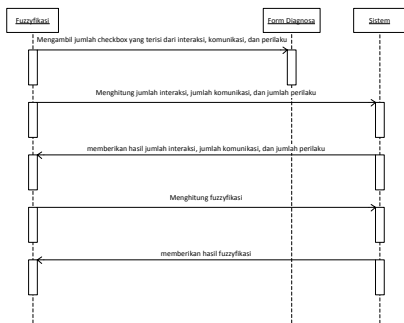 Fuzzyfikasi
Form Diagnosa
Sistem
Mengambil jumlah checkbox yang terisi dari interaksi, komunikasi, dan perilaku
Menghitung jumlah interaksi, jumlah komunikasi, dan jumlah perilaku
memberikan hasil jumlah interaksi, jumlah komunikasi, dan jumlah perilaku
Menghitung fuzzyfikasi
memberikan hasil fuzzyfikasi